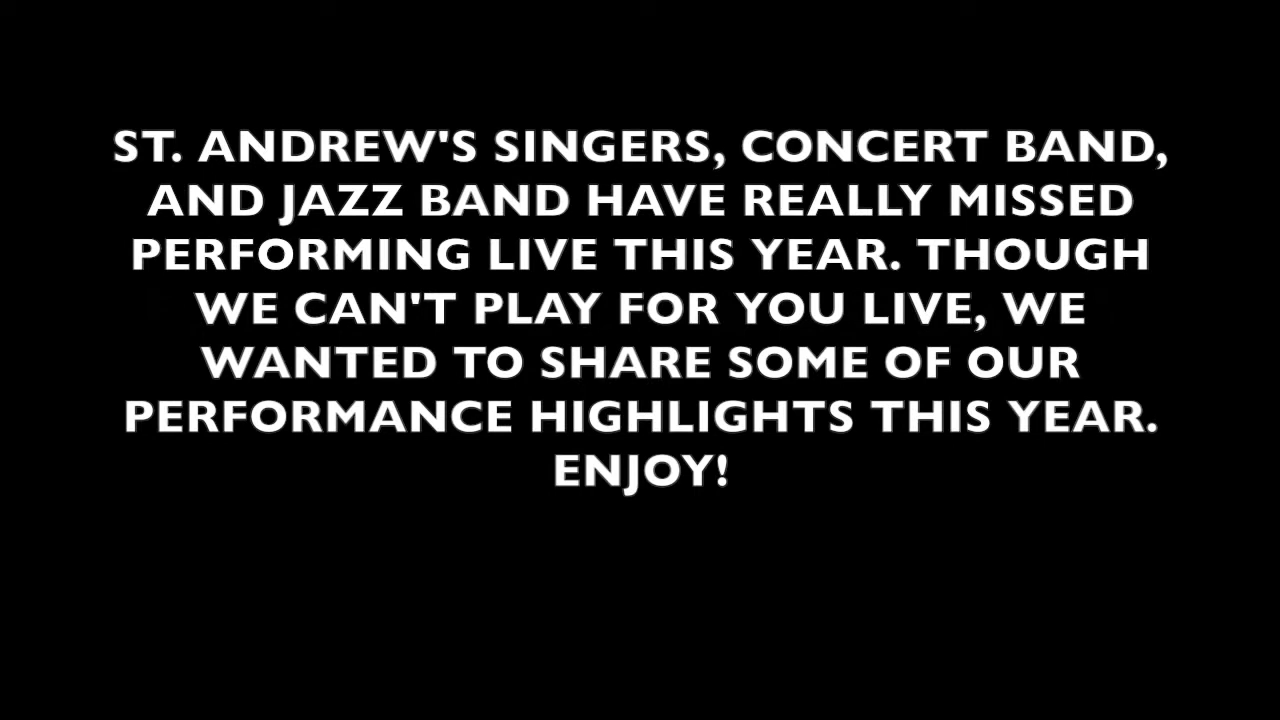 ST. ANDREW'S SINGERS, CONCERT BAND,
AND JAZZ BAND HAVE REALLY MISSED
PERFORMING LIVE THIS YEAR. THOUGH
WE CAN'T PLAY FOR YOU LIVE, WE
WANTED TO SHARE SOME OF OUR
PERFORMANCE HIGHLIGHTS THIS YEAR.
ENJOY!